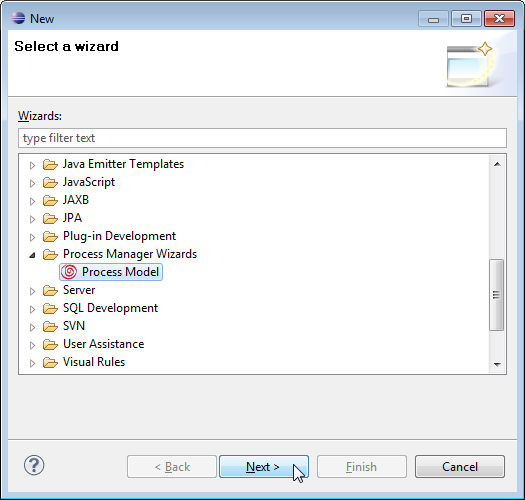 New
Select a wizard
Wizards:
type filter text
Java Emitter Templates
JavaScript
JAXB
JPA
Plug-in Development
Process Manager Wizards
Process Model
Server
SQL Development
SVN
User Assistance
Visual Rules
?
< Back
Next >
Finish
Cancel